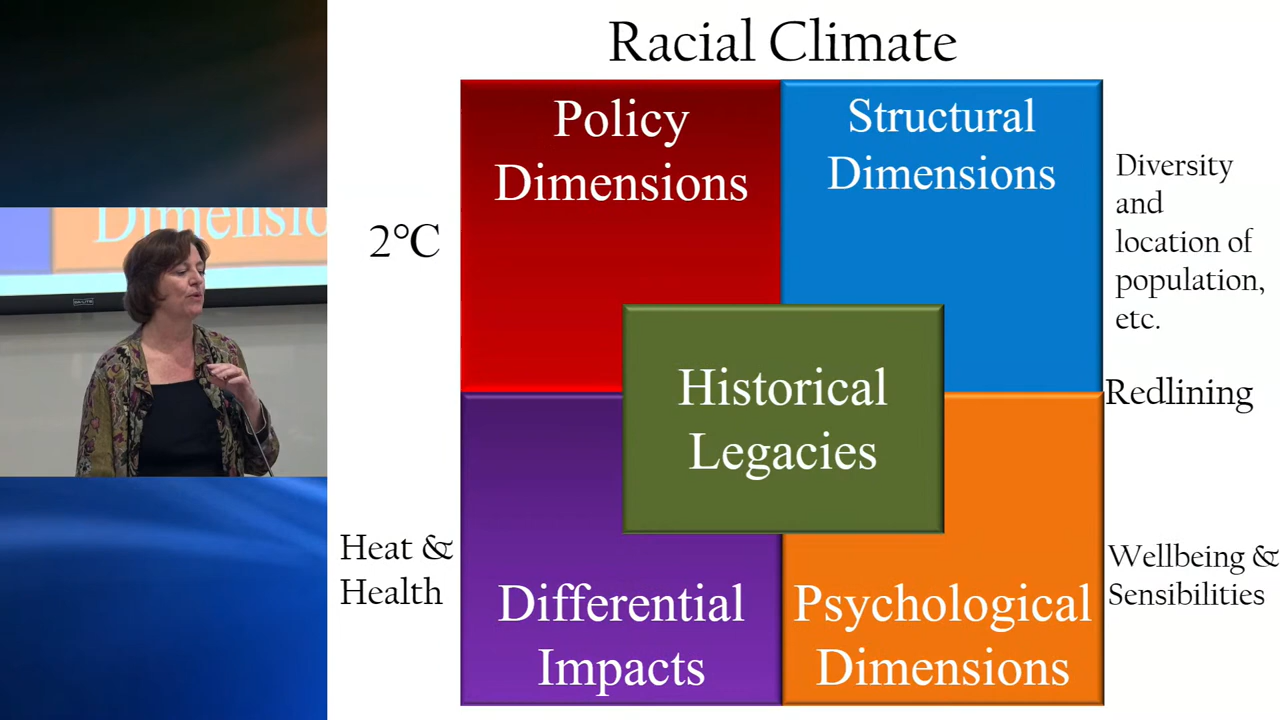 Racial Climate
Policy
Dimensions
Structural
Dimensions
2°C
Diversity
and
location of
population,
etc.
Historical
Legacies
Redlining
Heat &
Health
Differential
Impacts
Psychological
Dimensions
Wellbeing &
Sensibilities
Dimensio